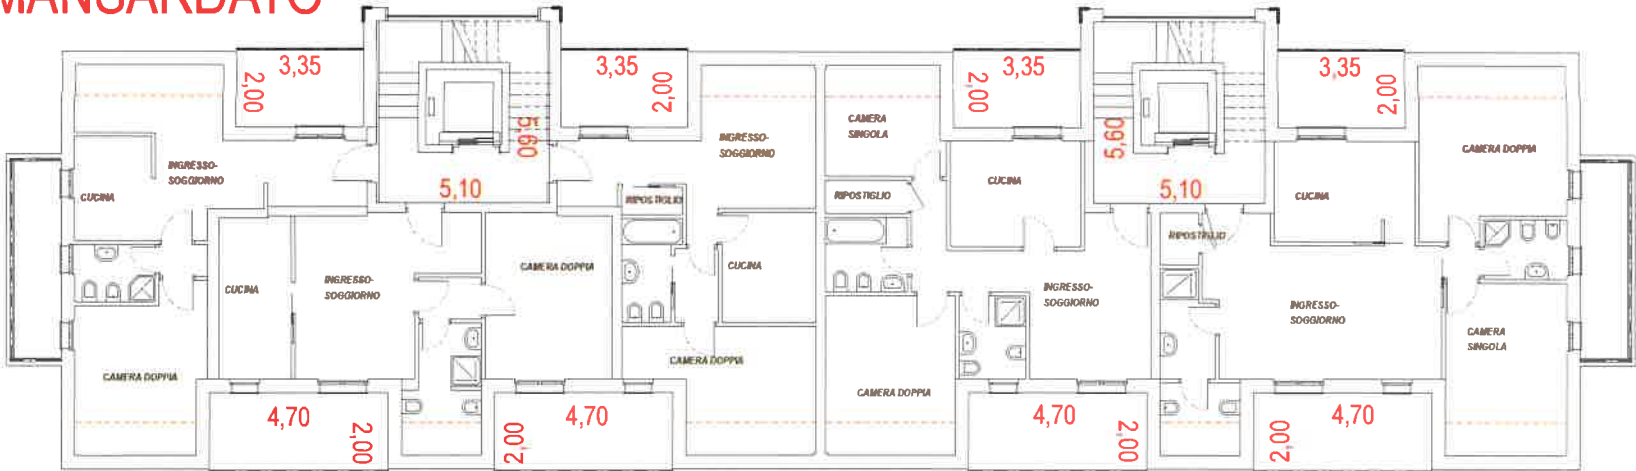 MANSARDATO
3,35
2,00
3,35
2,00
3,35
2,00
3,35
2,00
5,60
5,10
5,60
5,10
INGRESSO-
SOGGIORNO
CUCINA
INGRESSO-
SOGGIORNO
RIPOSTIGLIO
CAMERA
SINGOLA
RIPOSTIGLIO
CUCINA
CUCINA
CAMERA DOPPIA
RIPOSTIGLIO
CUCINA
INGRESSO-
SOGGIORNO
CAMERA DOPPIA
CUCINA
INGRESSO-
SOGGIORNO
INGRESSO-
SOGGIORNO
CAMERA
SINGOLA
CAMERA DOPPIA
CAMERA DOPPIA
CAMERA DOPPIA
4,70
2,00
4,70
2,00
4,70
2,00
4,70
2,00